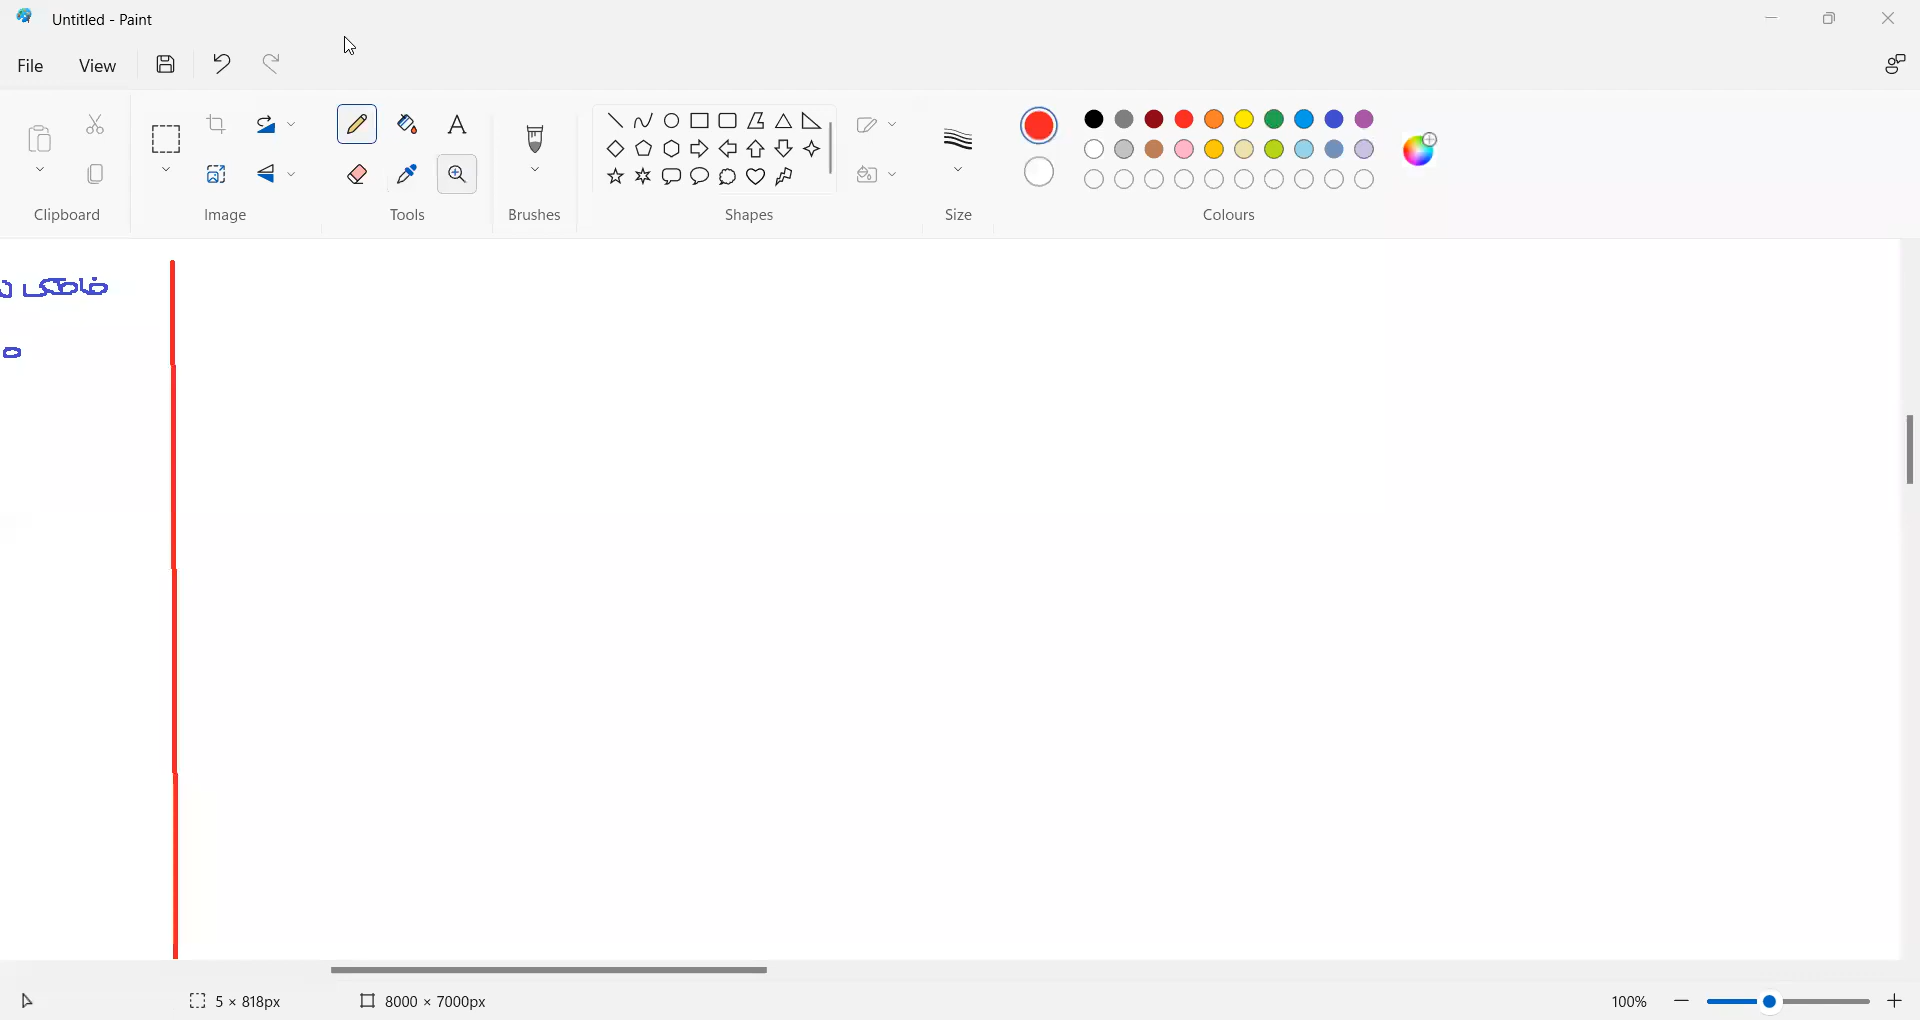 Untitled - Paint
File View
Clipboard
Image
Tools
Brushes
Shapes
Size
Colours
5 × 818px
8000 × 7000px
100%